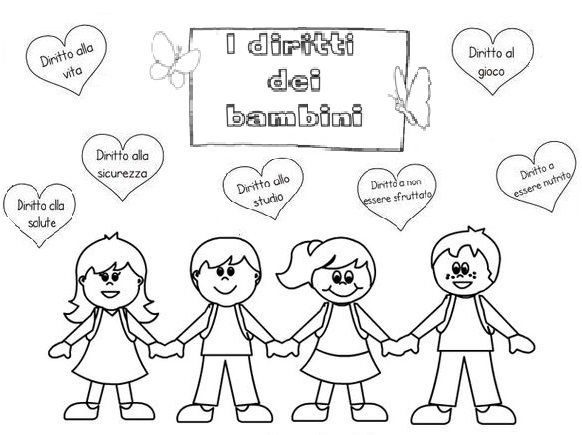 I diritti
dei
bambini
Diritto alla
vita
Diritto al
gioco
Diritto alla
sicurezza
Diritto allo
studio
Diritto a non
essere sfruttato
Diritto a
essere nutrito
Diritto alla
salute